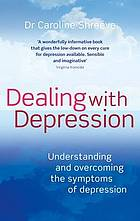 Dr Caroline Shreeve
'A wonderfully informative book
that gives the low-down on every cure
for depression available. Sensible
and imaginative'
Virginia Ironside
Dealing with
Depression
Understanding
and overcoming
the symptoms
of depression